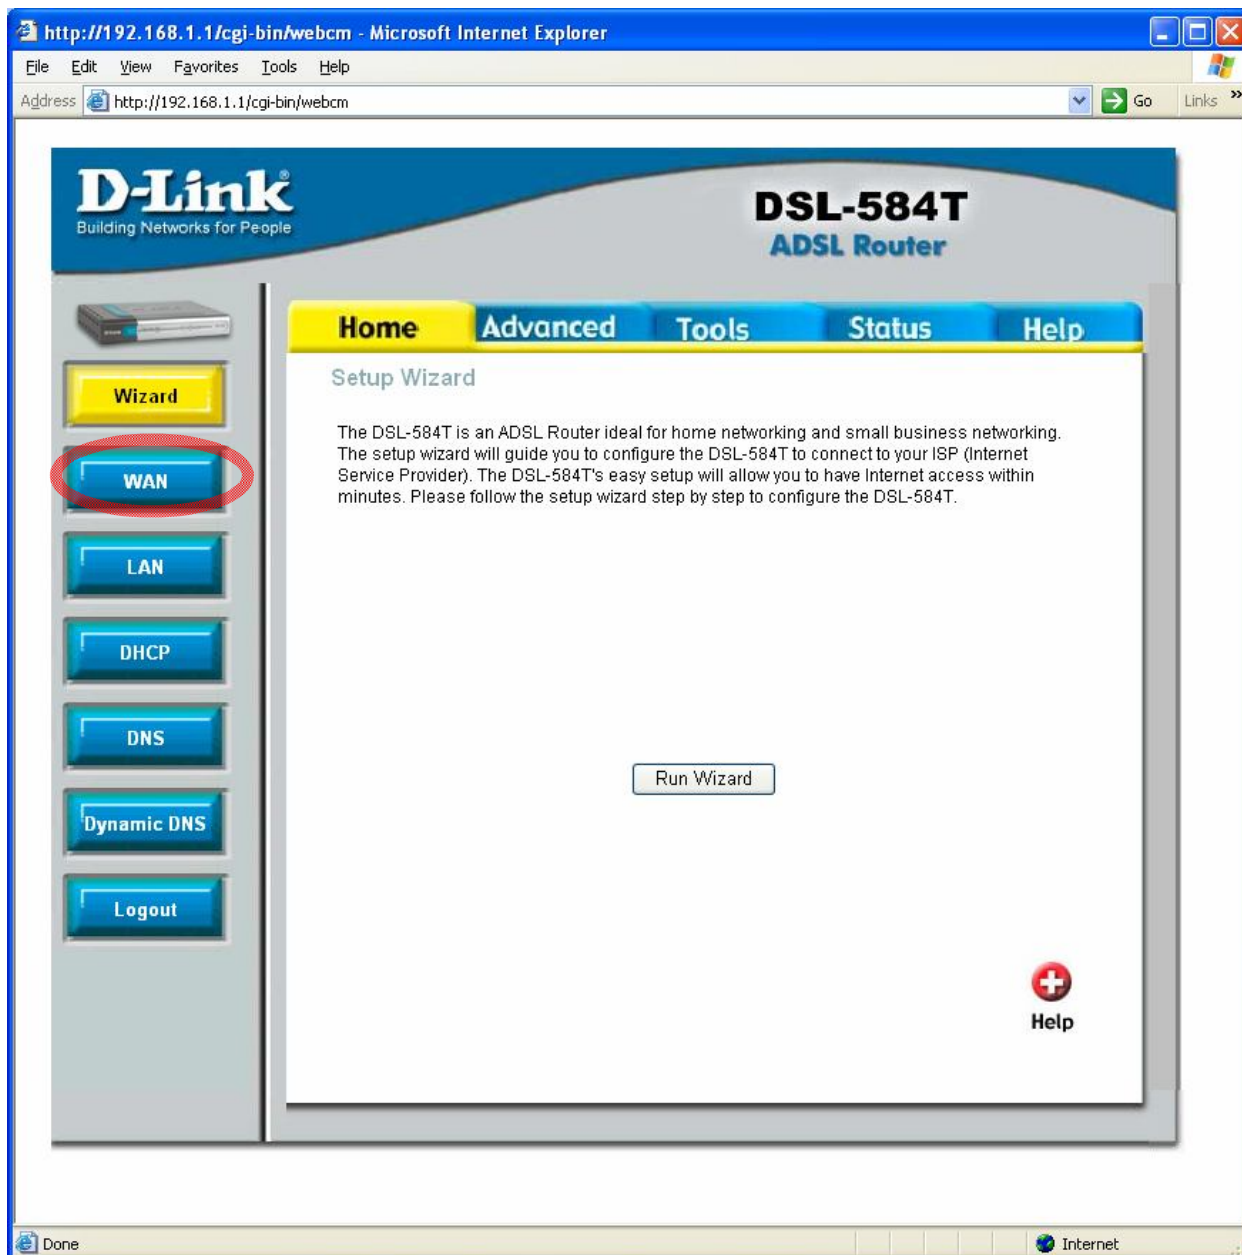 http://192.168.1.1/cgi-bin/webcm - Microsoft Internet Explorer
File Edit View Favorites Tools Help
Address http://192.168.1.1/cgi-bin/webcm Go Links »
D-Link®
Building Networks for People
DSL-584T
ADSL Router
Home Advanced Tools Status Help
Wizard
WAN
LAN
DHCP
DNS
Dynamic DNS
Logout
Setup Wizard
The DSL-584T is an ADSL Router ideal for home networking and small business networking.
The setup wizard will guide you to configure the DSL-584T to connect to your ISP (Internet
Service Provider). The DSL-584T's easy setup will allow you to have Internet access within
minutes. Please follow the setup wizard step by step to configure the DSL-584T.
Run Wizard
Help
Done Internet